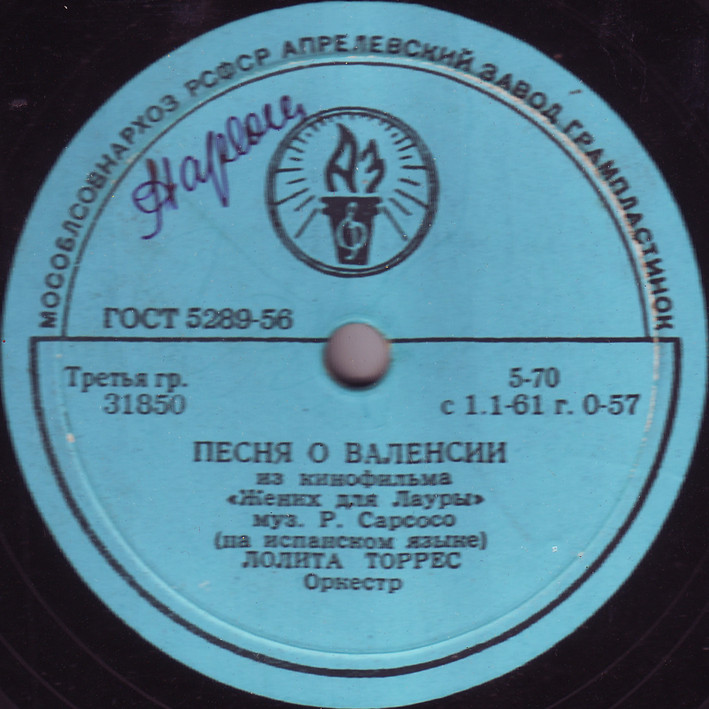 МОСОБЛСОВНАРХОЗ РСФСР АПРЕЛЕВСКИЙ ЗАВОД ГРАМПЛАСТИНОК
АЗ
ГОСТ 5289-56
Третья гр.
31850
5-70
с 1.1-61 г. 0-57
ПЕСНЯ О ВАЛЕНСИИ
из кинофильма
«Жених для Лауры»
муз. Р. Сарсосо
(на испанском языке)
ЛОЛИТА ТОРРЕС
Оркестр